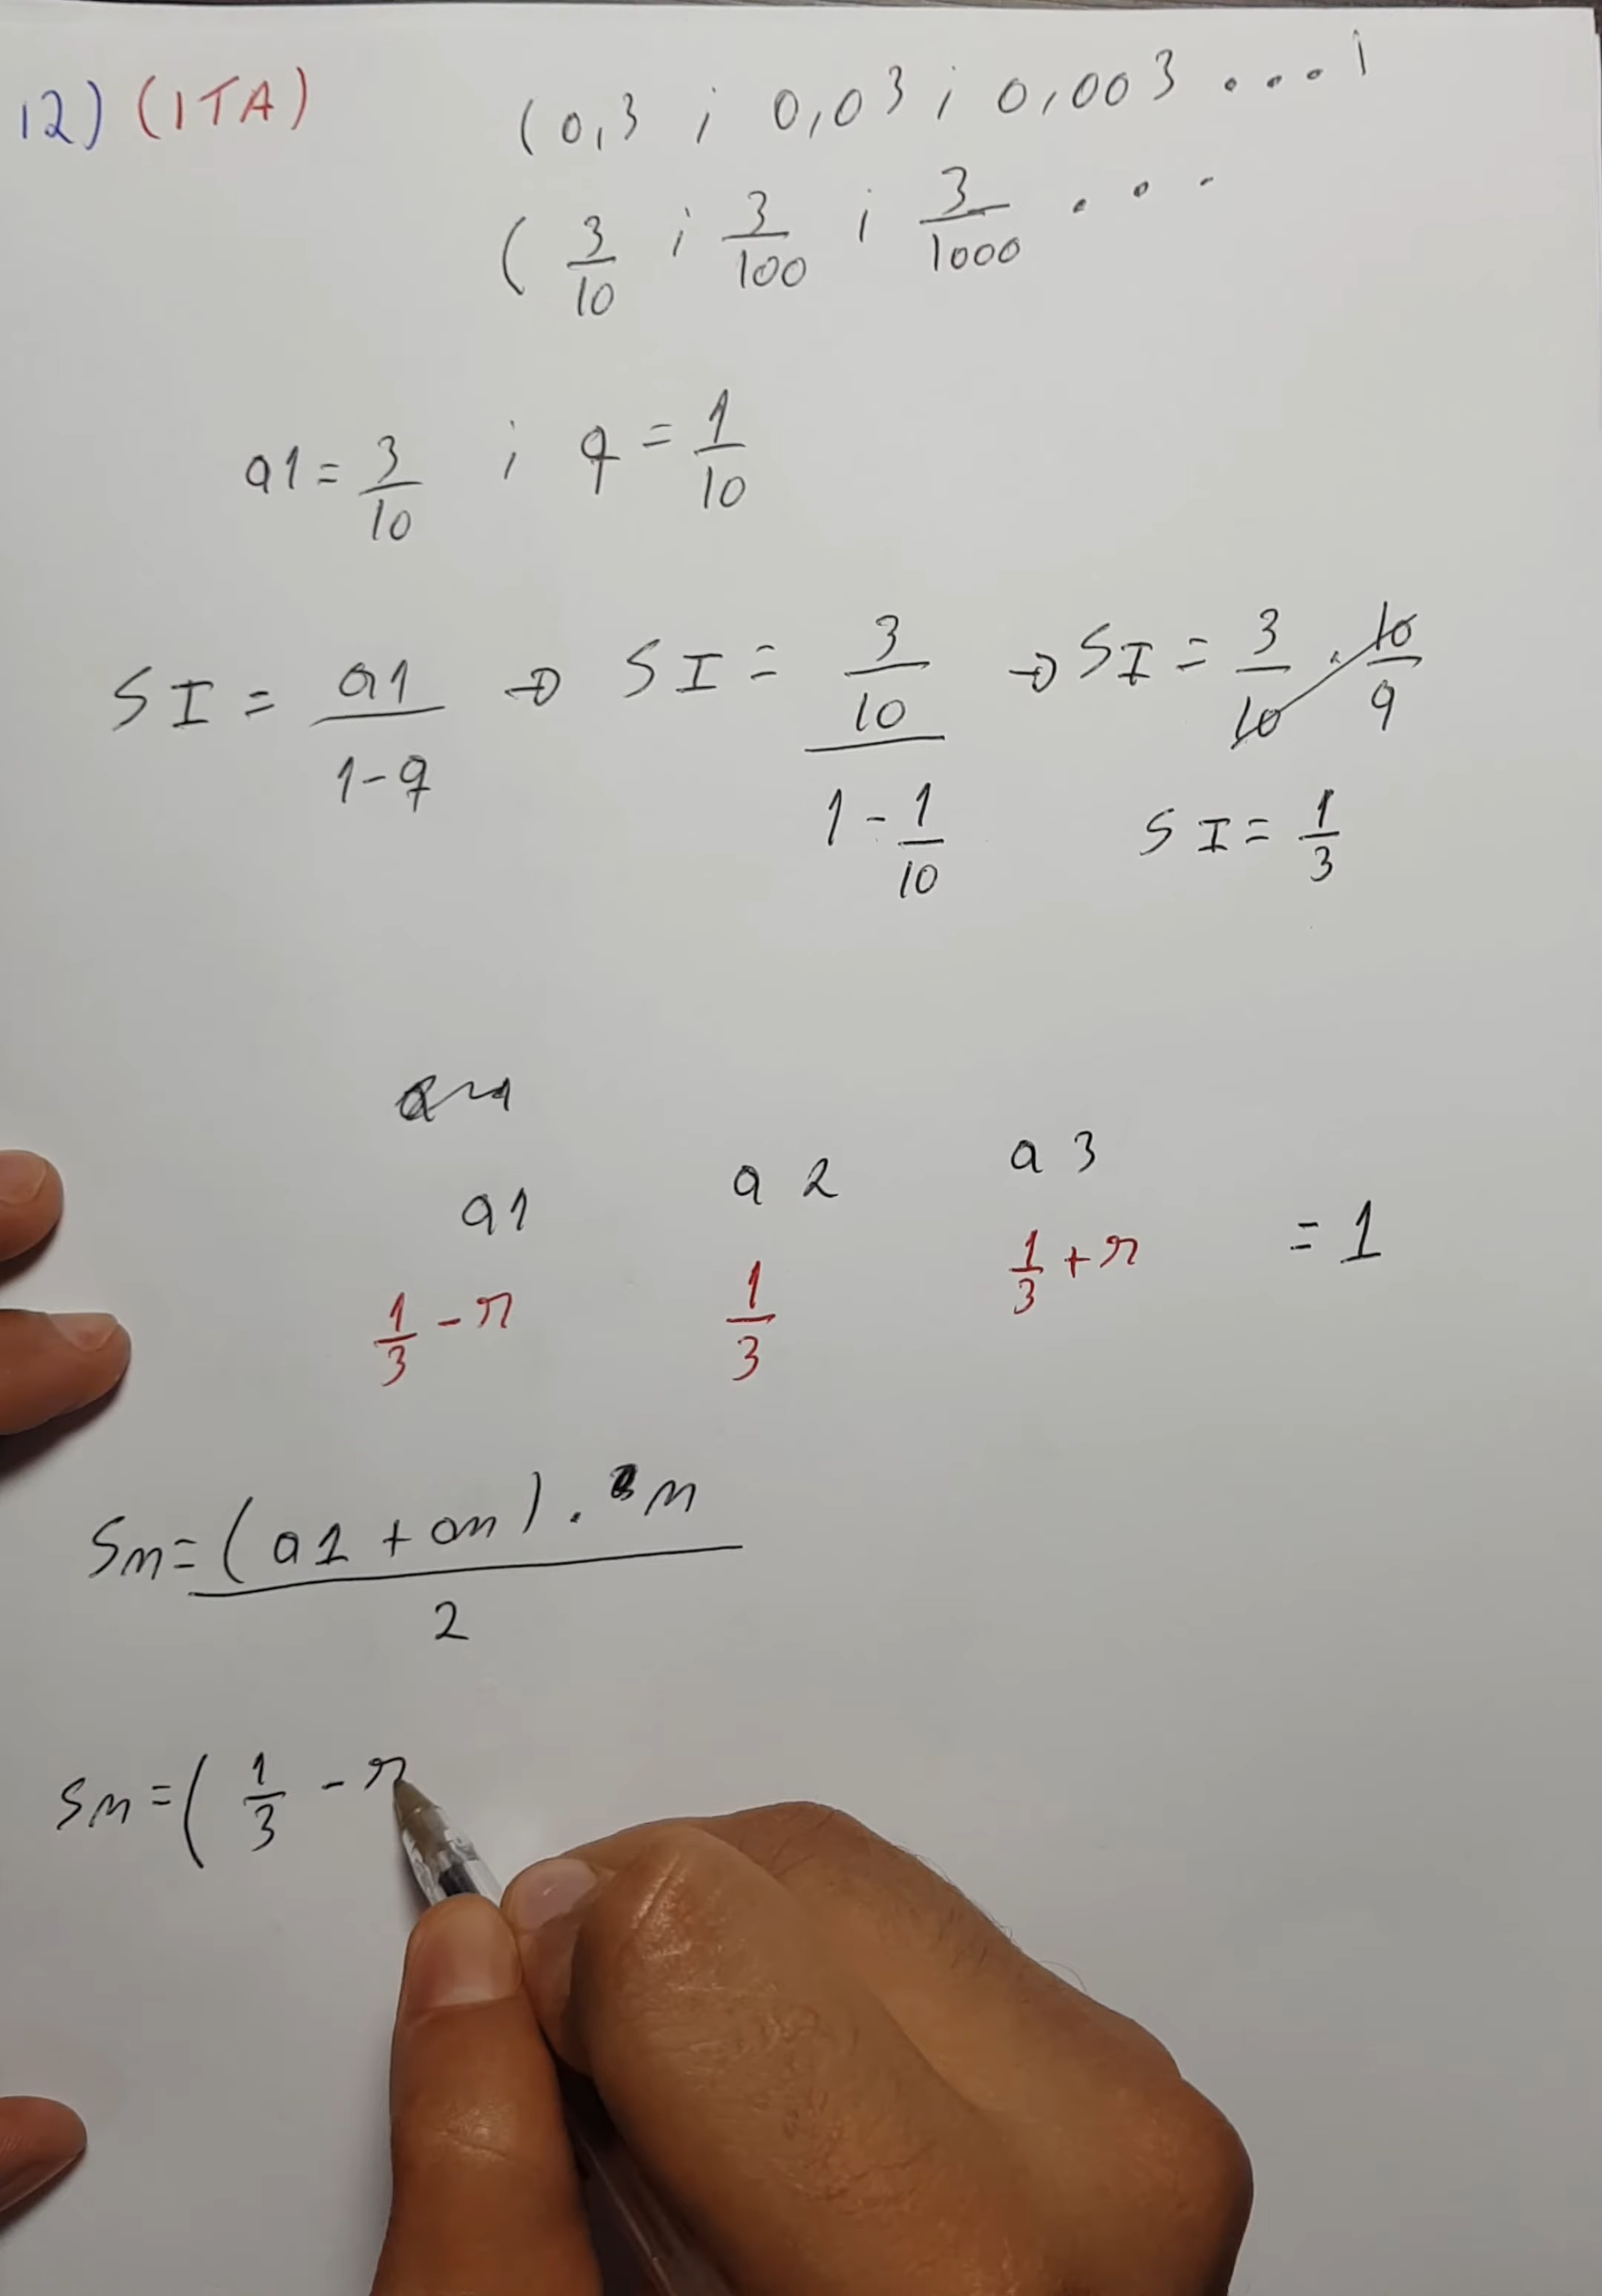 12) (ITA) (0,3 ; 0,03 ; 0,003 ....)
( 3/10 ; 3/100 ; 3/1000 ...
a1 = 3/10 ; q = 1/10
SI = a1/1-q → SI = 3/10/1-1/10 → SI = 3/10 . 10/9
SI = 1/3
a1 a2 a3
1/3 - r 1/3 1/3 + r = 1
Sn = (a1 + an) . n
2
Sn = ( 1/3 - r